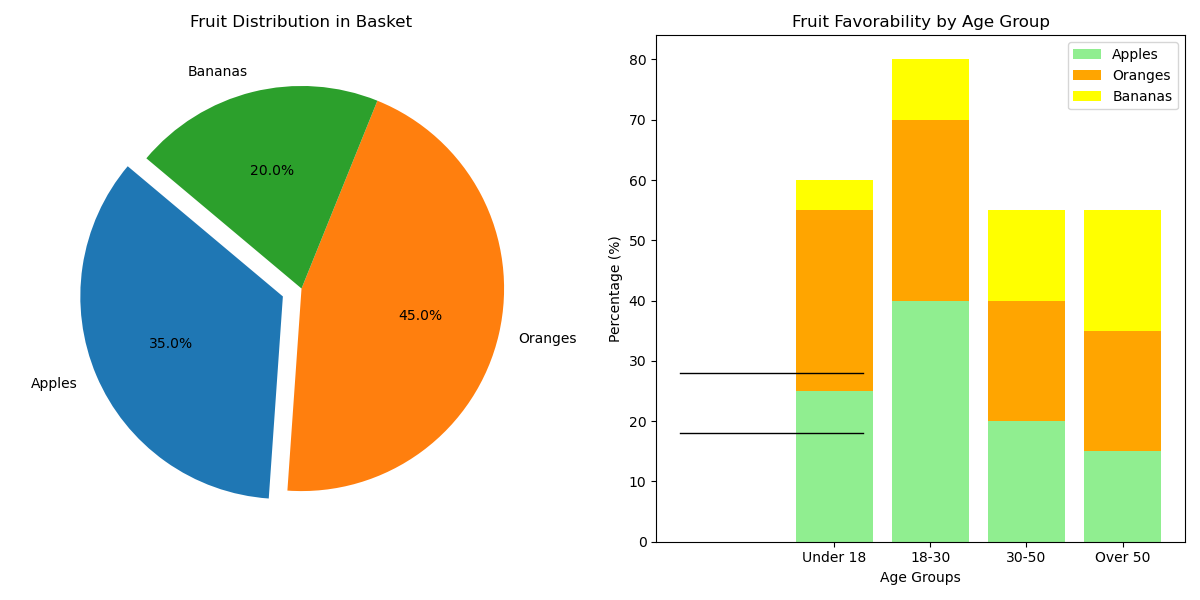 Fruit Distribution in Basket
Bananas
20.0%
45.0%
Oranges
35.0%
Apples
Fruit Favorability by Age Group
Apples
Oranges
Bananas
Percentage (%)
80
70
60
50
40
30
20
10
0
Under 18 18-30 30-50 Over 50
Age Groups